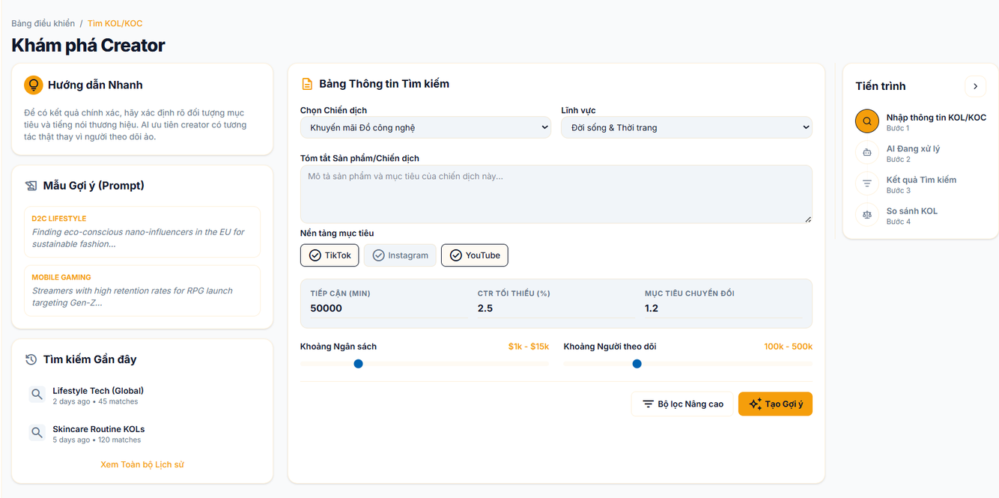 Bảng điều khiển / Tìm KOL/KOC
Khám phá Creator
Hướng dẫn Nhanh
Để có kết quả chính xác, hãy xác định rõ đối tượng mục
tiêu và tiếng nói thương hiệu. AI ưu tiên creator có tương
tác thật thay vì người theo dõi ảo.
Mẫu Gợi ý (Prompt)
D2C LIFESTYLE
Finding eco-conscious nano-influencers in the EU for
sustainable fashion...
MOBILE GAMING
Streamers with high retention rates for RPG launch
targeting Gen-Z...
Tìm kiếm Gần đây
Lifestyle Tech (Global)
2 days ago • 45 matches
Skincare Routine KOLs
5 days ago • 120 matches
Xem Toàn bộ Lịch sử
Bảng Thông tin Tìm kiếm
Chọn Chiến dịch
Khuyến mãi Đồ công nghệ
Lĩnh vực
Đời sống & Thời trang
Tóm tắt Sản phẩm/Chiến dịch
Mô tả sản phẩm và mục tiêu của chiến dịch này...
Nền tảng mục tiêu
TikTok
Instagram
YouTube
TIẾP CẬN (MIN)
50000
CTR TỐI THIỂU (%)
2.5
MỤC TIÊU CHUYỂN ĐỔI
1.2
Khoảng Ngân sách
$1k - $15k
Khoảng Người theo dõi
100k - 500k
Bộ lọc Nâng cao
Tạo Gợi ý
Tiến trình
Nhập thông tin KOL/KOC
Bước 1
AI Đang xử lý
Bước 2
Kết quả Tìm kiếm
Bước 3
So sánh KOL
Bước 4